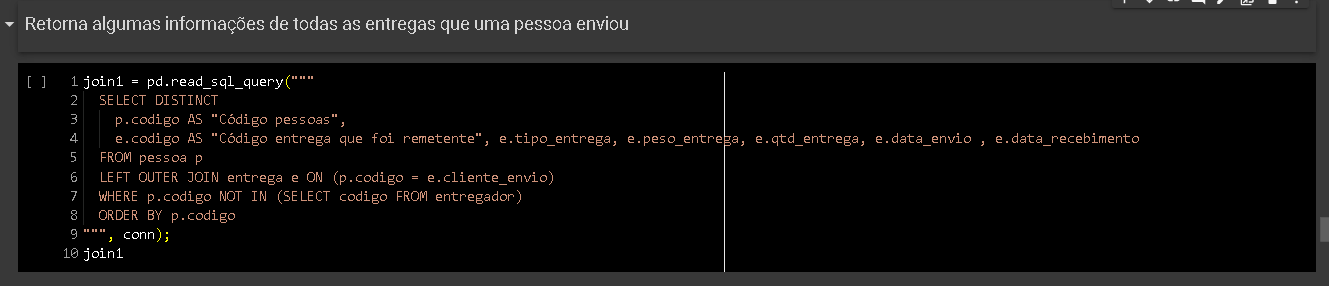 Retorna algumas informações de todas as entregas que uma pessoa enviou
[ ] 1 join1 = pd.read_sql_query("""
2 SELECT DISTINCT
3 p.codigo AS "Código pessoas",
4 e.codigo AS "Código entrega que foi remetente", e.tipo_entrega, e.peso_entrega, e.qtd_entrega, e.data_envio , e.data_recebimento
5 FROM pessoa p
6 LEFT OUTER JOIN entrega e ON (p.codigo = e.cliente_envio)
7 WHERE p.codigo NOT IN (SELECT codigo FROM entregador)
8 ORDER BY p.codigo
9 """, conn);
10 join1